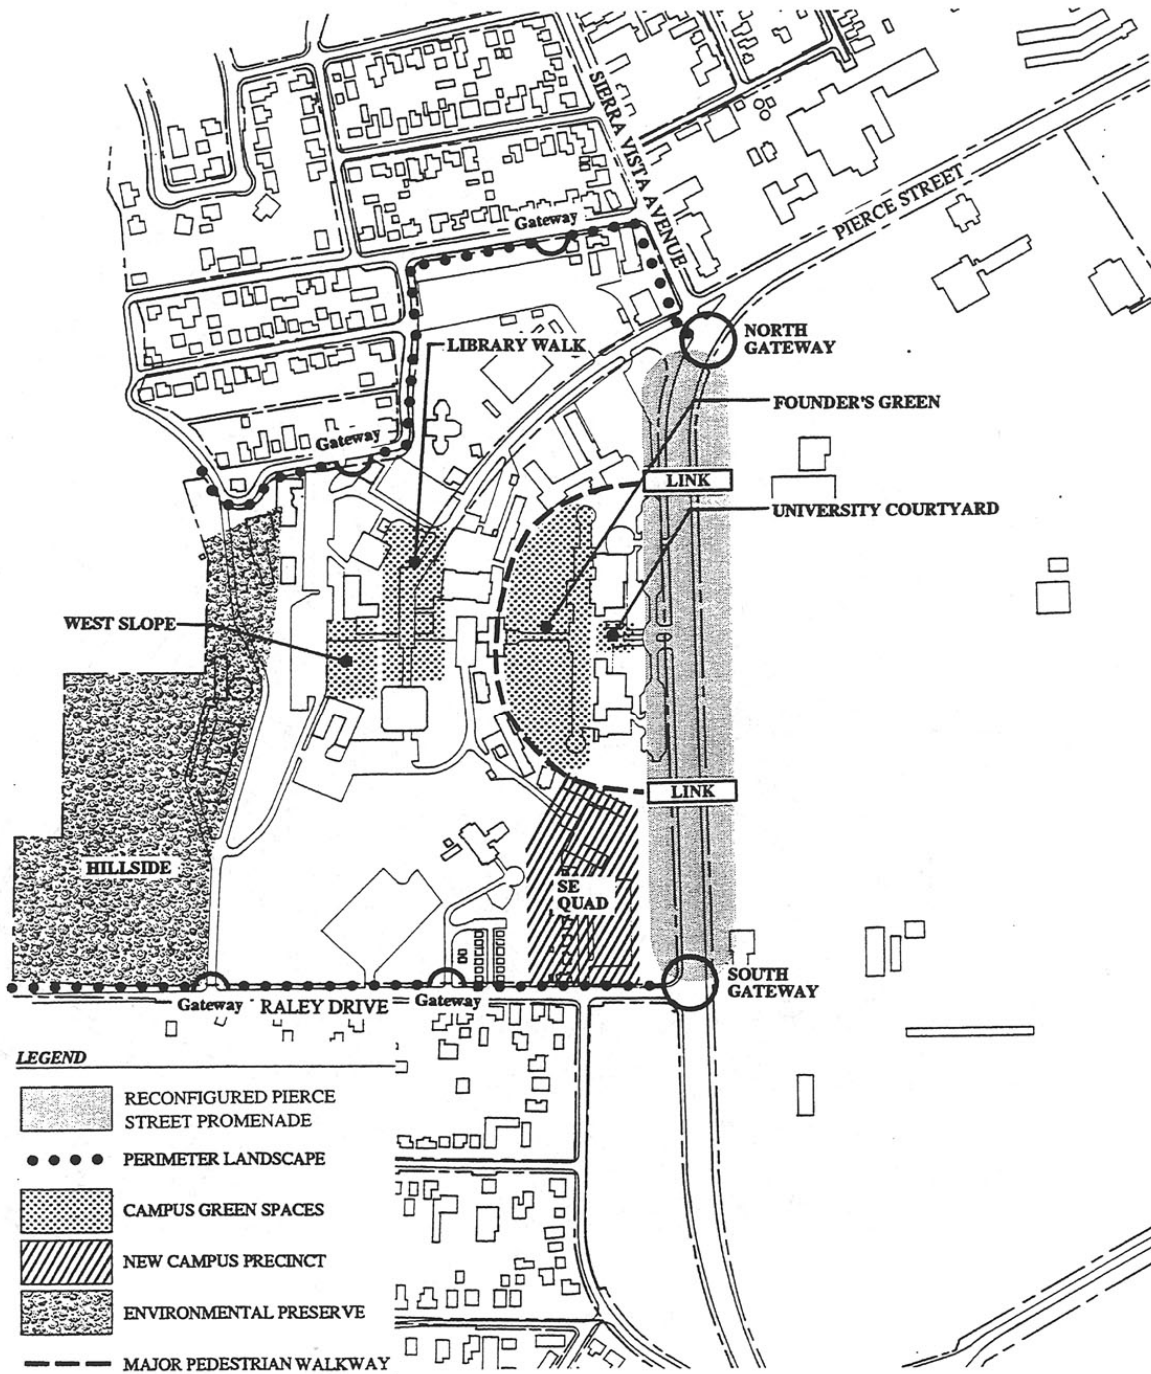 SIERRA VISTA AVENUE
PIERCE STREET
Gateway
NORTH
GATEWAY
LIBRARY WALK
FOUNDER'S GREEN
Gateway
LINK
UNIVERSITY COURTYARD
WEST SLOPE
LINK
HILLSIDE
SE
QUAD
SOUTH
GATEWAY
Gateway
RALEY DRIVE
Gateway
LEGEND
RECONFIGURED PIERCE
STREET PROMENADE
PERIMETER LANDSCAPE
CAMPUS GREEN SPACES
NEW CAMPUS PRECINCT
ENVIRONMENTAL PRESERVE
MAJOR PEDESTRIAN WALKWAY